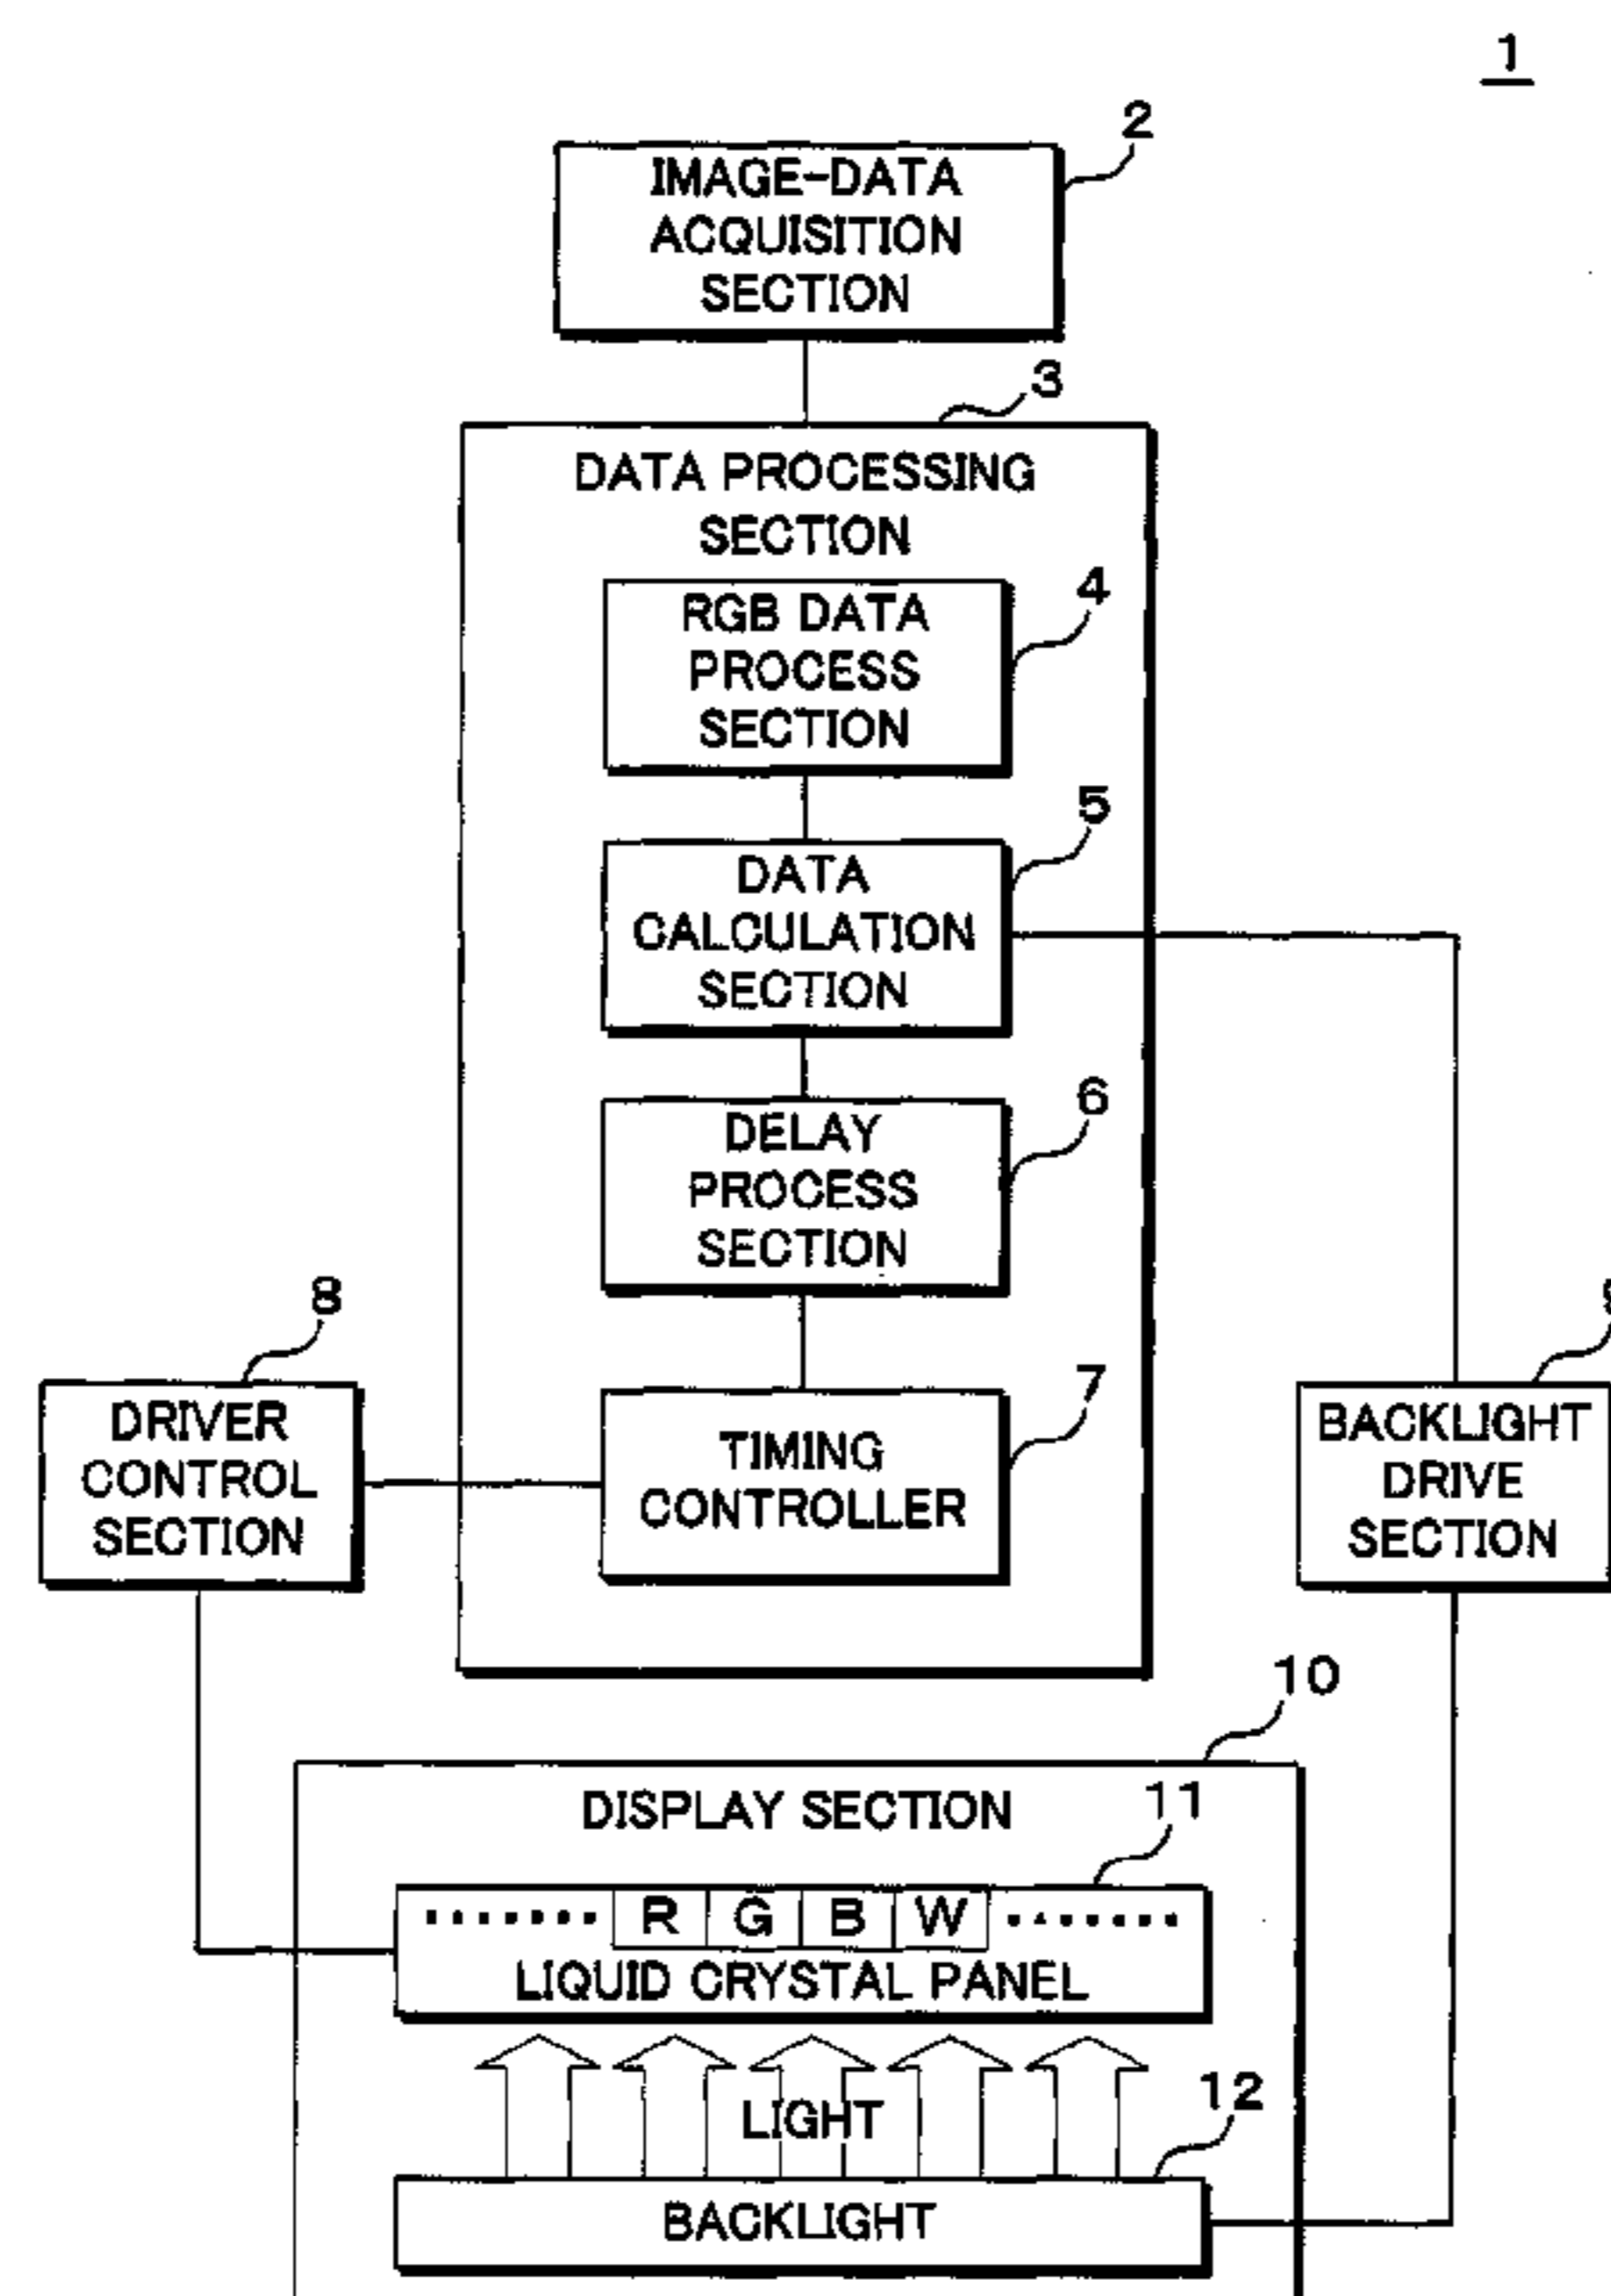 1
2
IMAGE-DATA
ACQUISITION
SECTION
3
DATA PROCESSING
SECTION
4
RGB DATA
PROCESS
SECTION
5
DATA
CALCULATION
SECTION
6
DELAY
PROCESS
SECTION
8
DRIVER
CONTROL
SECTION
7
TIMING
CONTROLLER
9
BACKLIGHT
DRIVE
SECTION
10
DISPLAY SECTION
11
R G B W
LIQUID CRYSTAL PANEL
LIGHT
12
BACKLIGHT